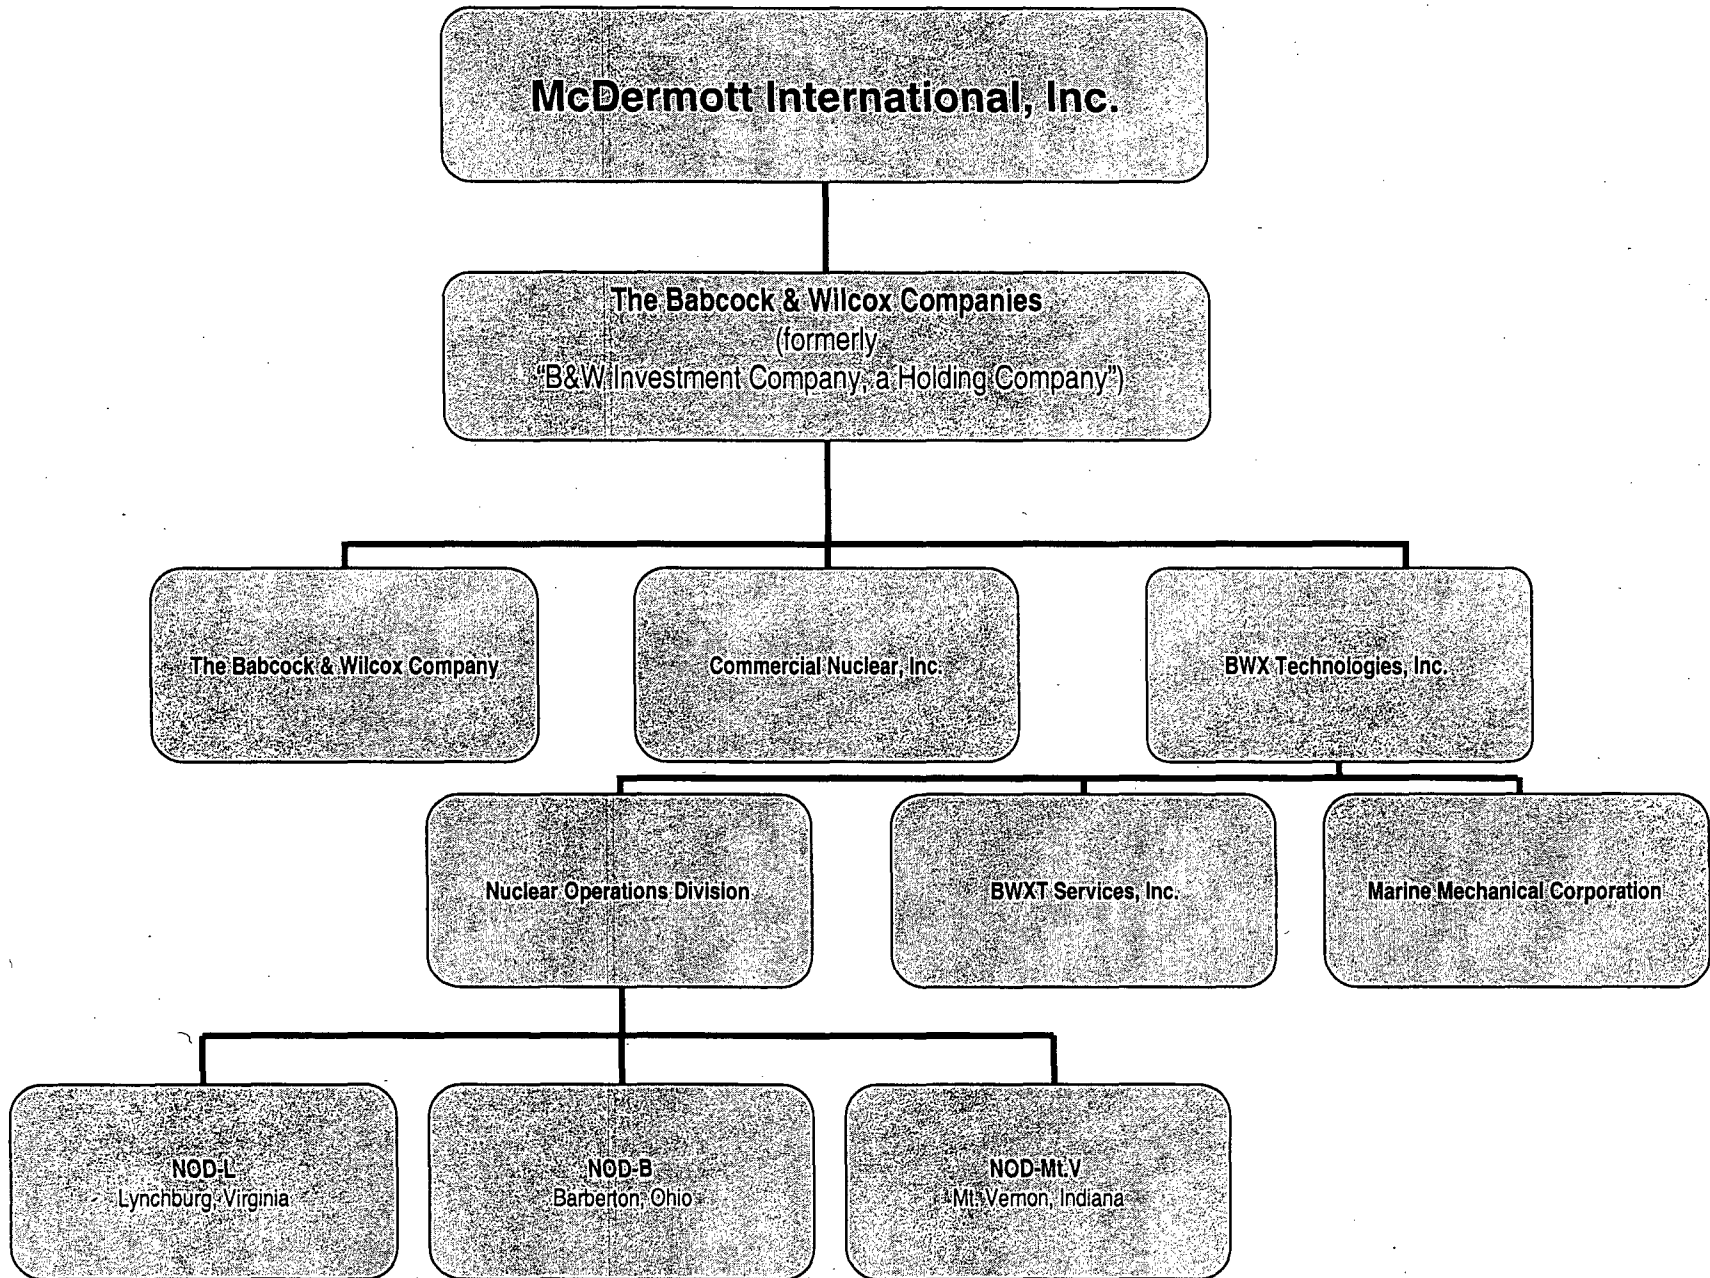 McDermott International, Inc.
The Babcock & Wilcox Companies
(formerly
“B&W Investment Company, a Holding Company”)
The Babcock & Wilcox Company
Commercial Nuclear, Inc.
BWX Technologies, Inc.
Nuclear Operations Division
BWXT Services, Inc.
Marine Mechanical Corporation
NOD-L
Lynchburg, Virginia
NOD-B
Barberton, Ohio
NOD-Mt.V
Mt. Vernon, Indiana